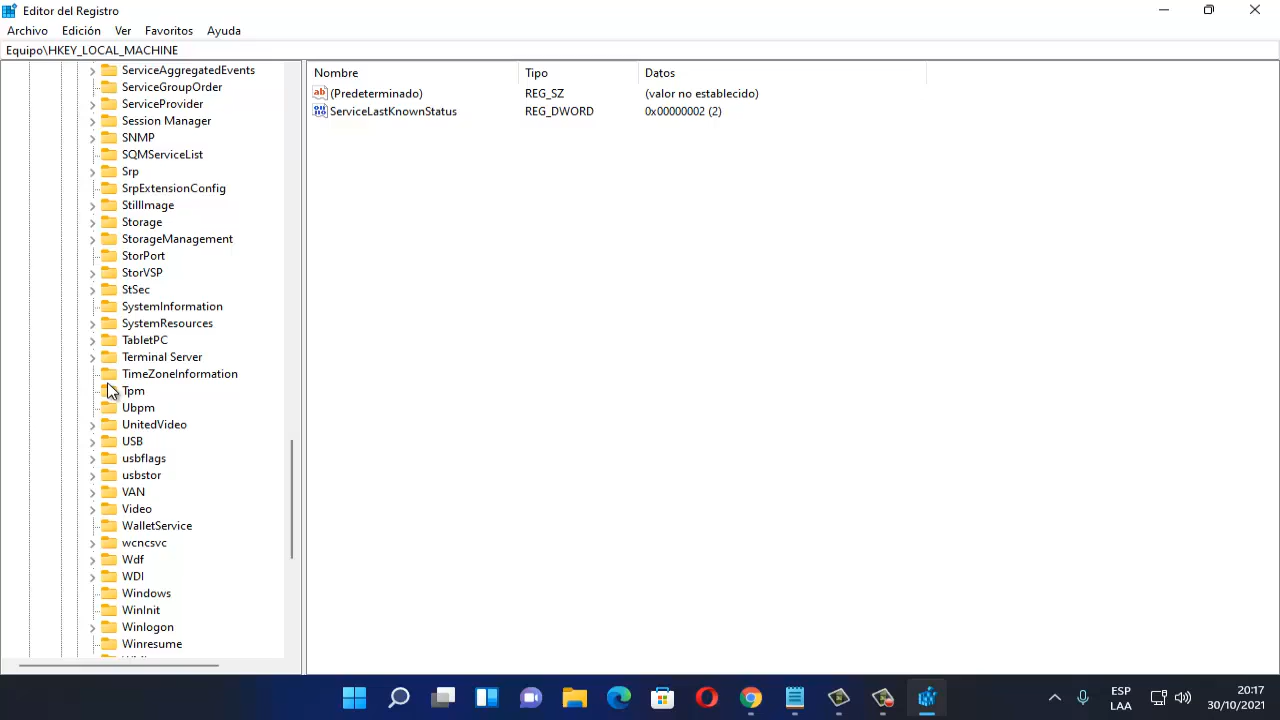 Editor del Registro
Archivo Edición Ver Favoritos Ayuda
Equipo\HKEY_LOCAL_MACHINE
ServiceAggregatedEvents
ServiceGroupOrder
ServiceProvider
Session Manager
SNMP
SQMServiceList
Srp
SrpExtensionConfig
StillImage
Storage
StorageManagement
StorPort
StorVSP
StSec
SystemInformation
SystemResources
TabletPC
Terminal Server
TimeZoneInformation
Tpm
Ubpm
UnitedVideo
USB
usbflags
usbstor
VAN
Video
WalletService
wcncsvc
Wdf
WDI
Windows
WinInit
Winlogon
Winresume
Nombre Tipo Datos
(Predeterminado) REG_SZ (valor no establecido)
ServiceLastKnownStatus REG_DWORD 0x00000002 (2)
ESP
LAA
20:17
30/10/2021